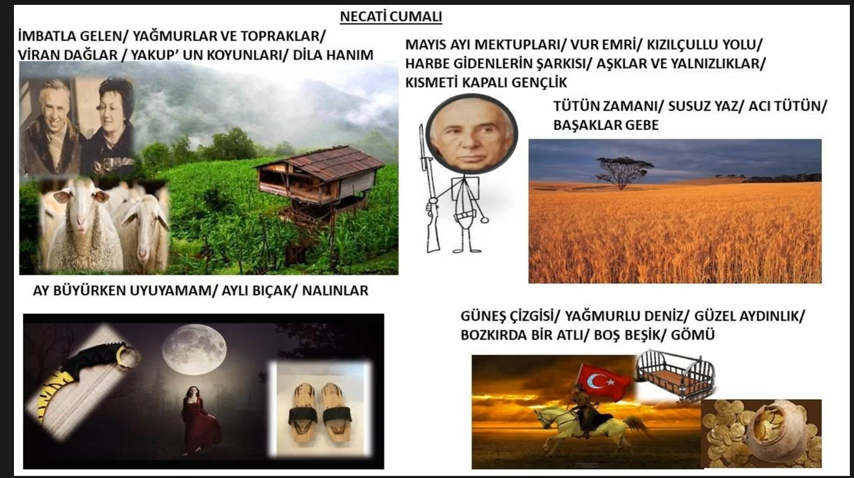 NECATİ CUMALI
İMBATLA GELEN/ YAĞMURLAR VE TOPRAKLAR/
VİRAN DAĞLAR / YAKUP' UN KOYUNLARI/ DİLA HANIM
MAYIS AYI MEKTUPLARI/ VUR EMRİ/ KIZILÇULLU YOLU/
HARBE GİDENLERİN ŞARKISI/ AŞKLAR VE YALNIZLIKLAR/
KISMETİ KAPALI GENÇLİK
TÜTÜN ZAMANI/ SUSUZ YAZ/ ACI TÜTÜN/
BAŞAKLAR GEBE
AY BÜYÜRKEN UYUYAMAM/ AYLI BIÇAK/ NALINLAR
GÜNEŞ ÇİZGİSİ/ YAĞMURLU DENİZ/ GÜZEL AYDINLIK/
BOZKIRDA BİR ATLI/ BOŞ BEŞİK/ GÖMÜ